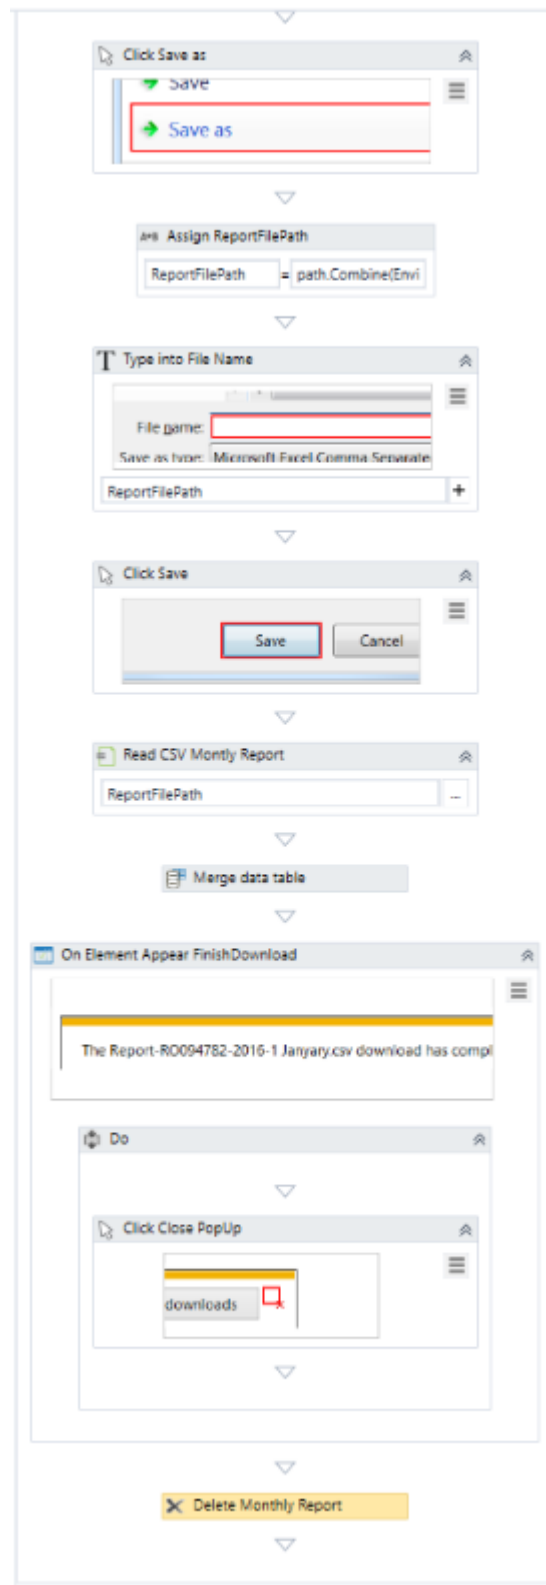 Click Save as
Save
Save as
A+B Assign ReportFilePath
ReportFilePath = path.Combine(Envi
T Type into File Name
File name:
Save as type: Microsoft Excel Comma Separate
ReportFilePath +
Click Save
Save Cancel
Read CSV Montly Report
ReportFilePath ...
Merge data table
On Element Appear FinishDownload
The Report-RO094782-2016-1 Janyary.csv download has compl
Do
Click Close PopUp
downloads x
Delete Monthly Report